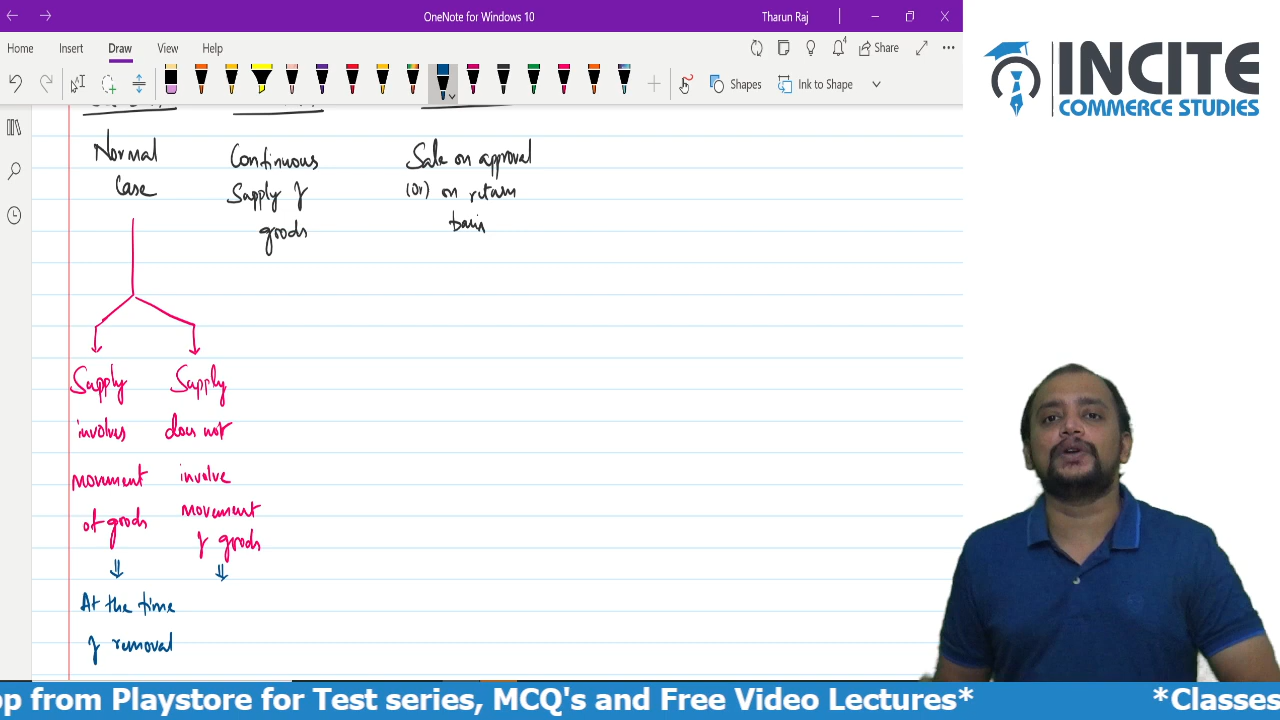 OneNote for Windows 10
Tharun Raj
Home Insert Draw View Help
4
Share
Shapes
Ink to Shape
INCITE
COMMERCE STUDIES
Normal
Case
Continuous
Supply of
goods
Sale on approval
(or) on return
basis
Supply
involves
movement
of goods
Supply
does not
involve
movement
of goods
At the time
of removal
op from Playstore for Test series, MCQ's and Free Video Lectures* *Classes